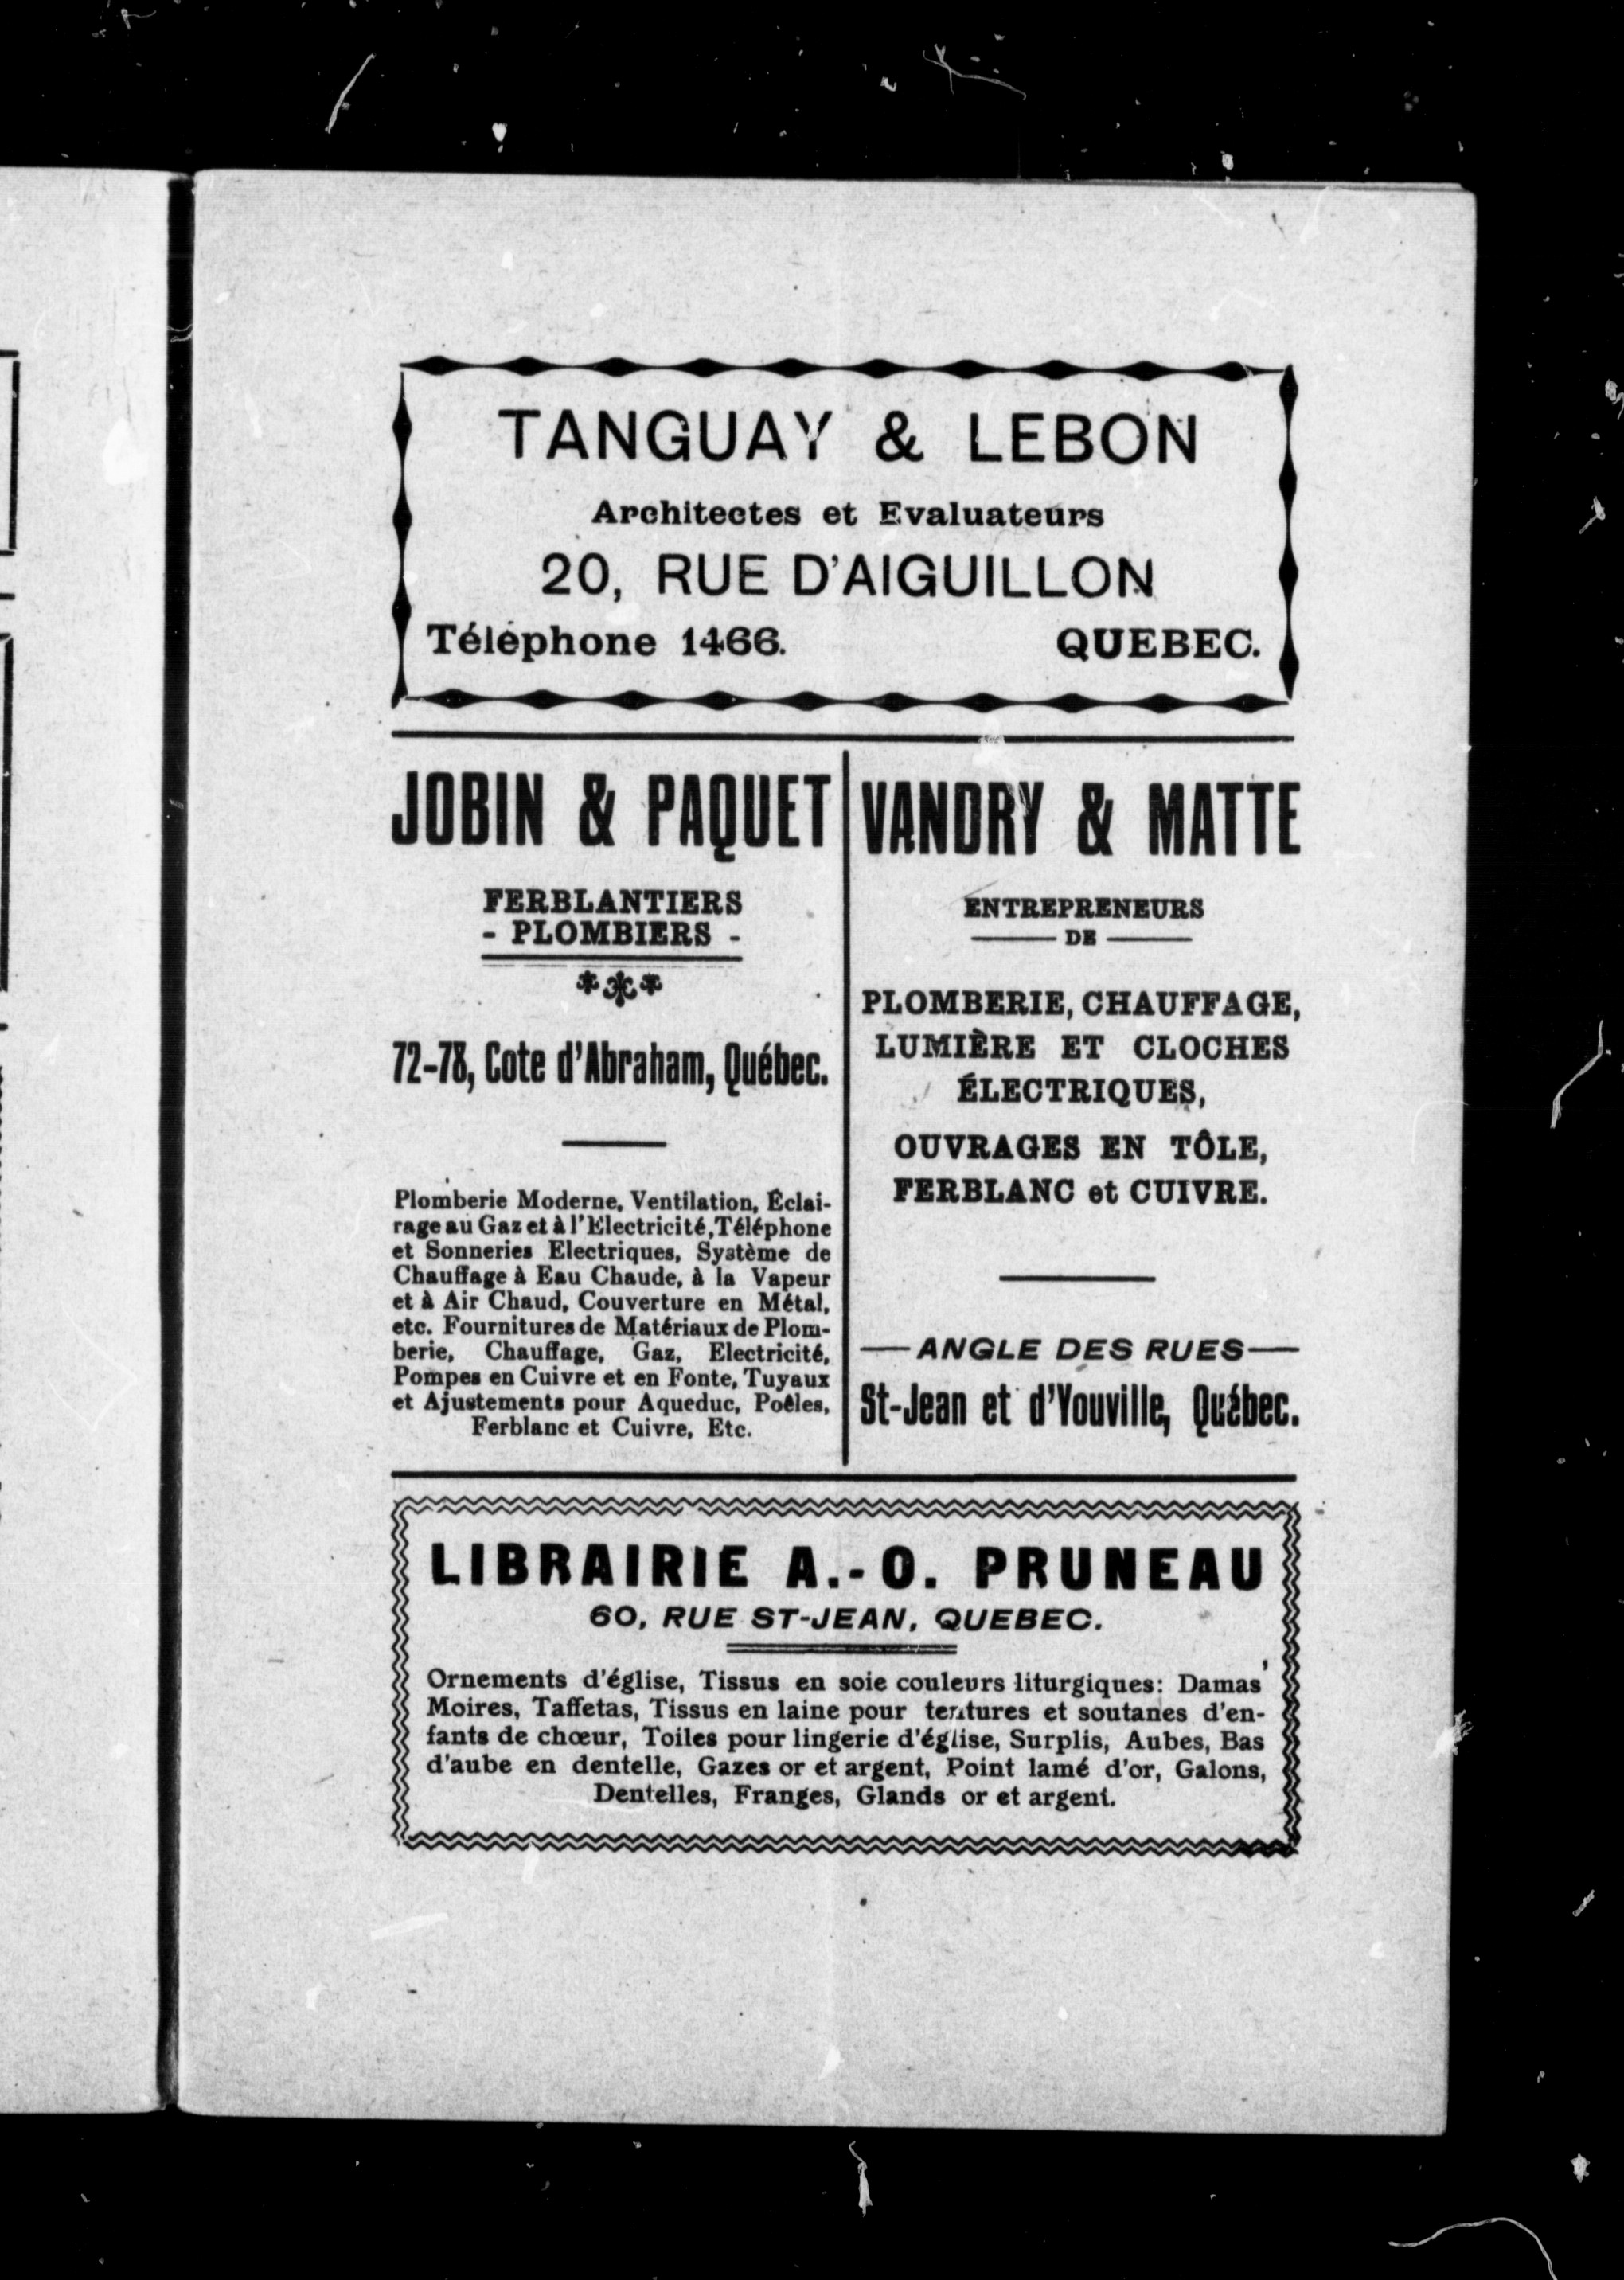 TANGUAY & LEBON
Architectes et Evaluateurs
20, RUE D'AIGUILLON
Téléphone 1466. QUEBEC.
JOBIN & PAQUET
FERBLANTIERS
- PLOMBIERS -
72-78, Cote d'Abraham, Québec.
Plomberie Moderne, Ventilation, Éclai-
rage au Gaz et à l'Electricité, Téléphone
et Sonneries Electriques, Système de
Chauffage à Eau Chaude, à la Vapeur
et à Air Chaud, Couverture en Métal,
etc. Fournitures de Matériaux de Plom-
berie, Chauffage, Gaz, Electricité,
Pompes en Cuivre et en Fonte, Tuyaux
et Ajustements pour Aqueduc, Poêles,
Ferblanc et Cuivre, Etc.
VANDRY & MATTE
ENTREPRENEURS
DE
PLOMBERIE, CHAUFFAGE,
LUMIÈRE ET CLOCHES
ÉLECTRIQUES,
OUVRAGES EN TÔLE,
FERBLANC et CUIVRE.
ANGLE DES RUES
St-Jean et d'Youville, Québec.
LIBRAIRIE A.-O. PRUNEAU
60, RUE ST-JEAN, QUEBEC.
Ornements d'église, Tissus en soie couleurs liturgiques: Damas'
Moires, Taffetas, Tissus en laine pour tentures et soutanes d'en-
fants de chœur, Toiles pour lingerie d'église, Surplis, Aubes, Bas
d'aube en dentelle, Gazes or et argent, Point lamé d'or, Galons,
Dentelles, Franges, Glands or et argent.